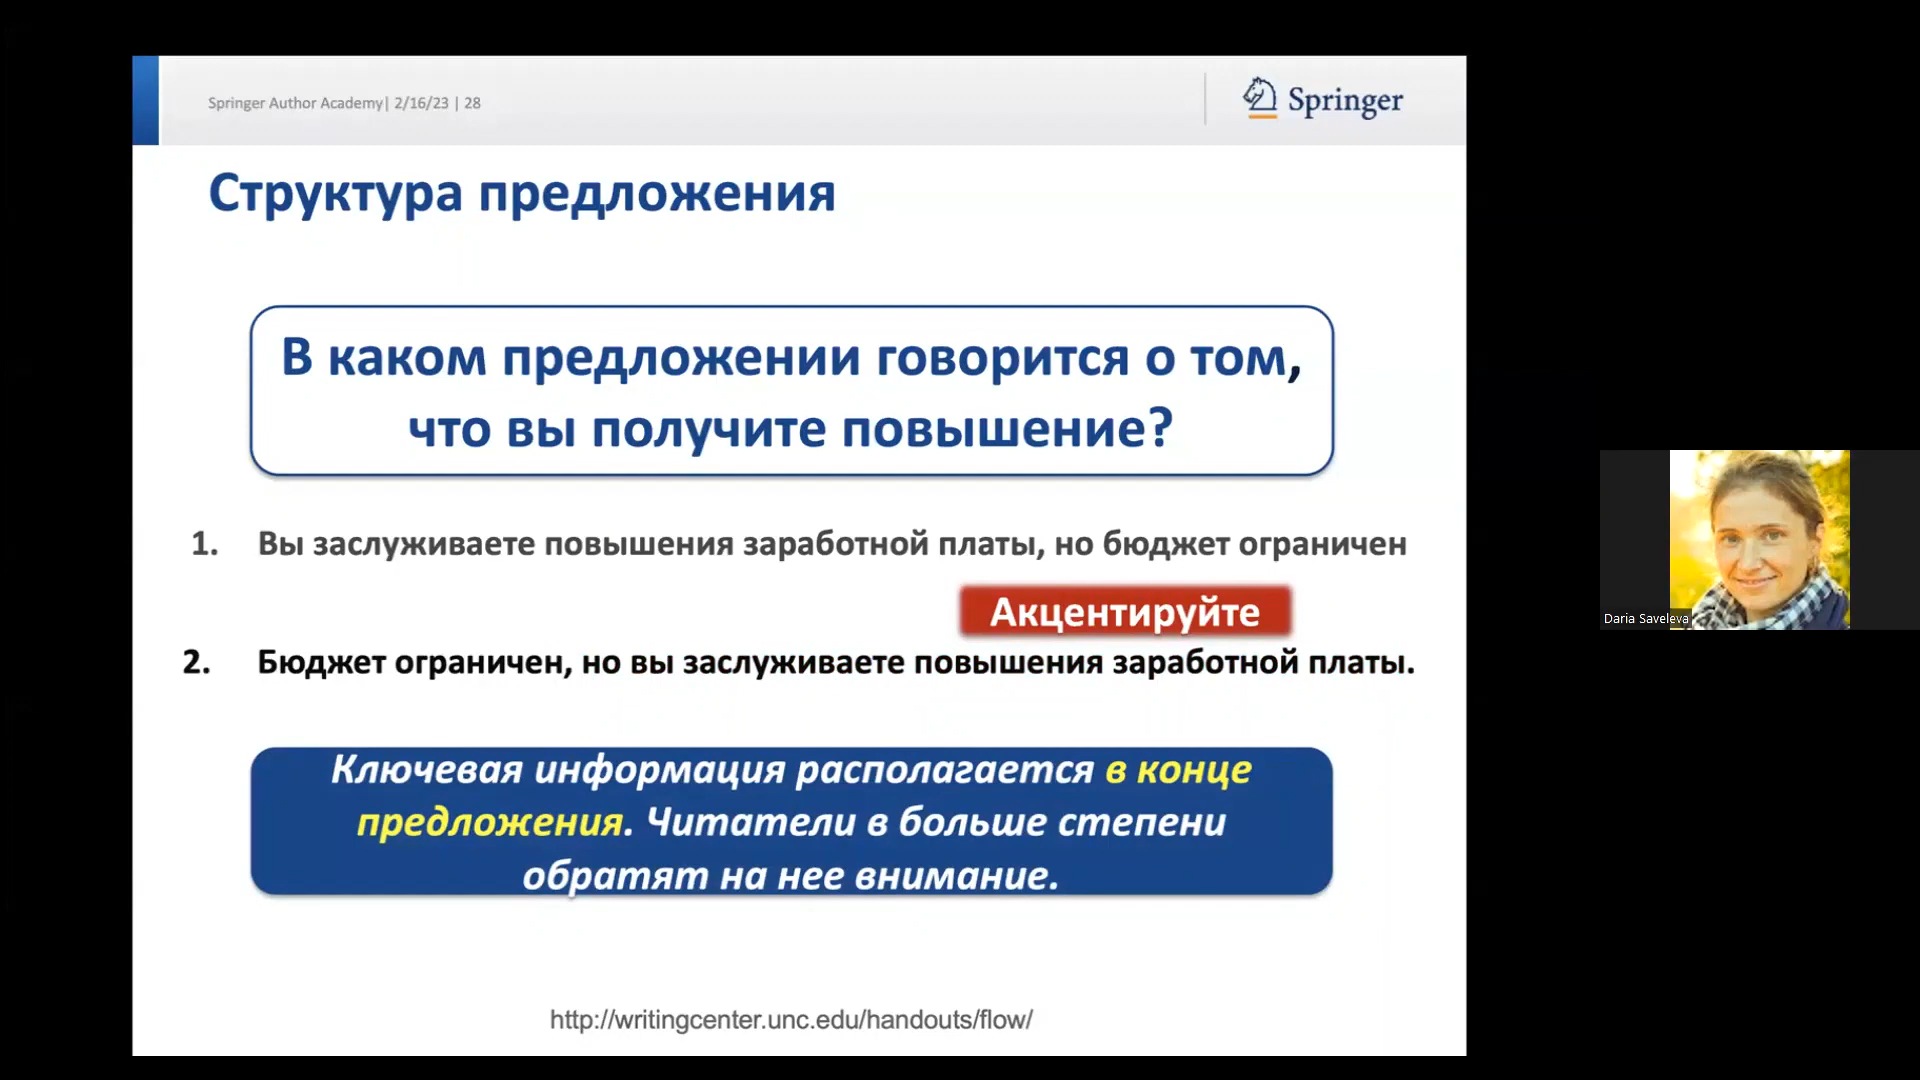 Springer Author Academy| 2/16/23 | 28
Springer
Структура предложения
В каком предложении говорится о том,
что вы получите повышение?
1. Вы заслуживаете повышения заработной платы, но бюджет ограничен
Акцентируйте
2. Бюджет ограничен, но вы заслуживаете повышения заработной платы.
Ключевая информация располагается в конце
предложения. Читатели в больше степени
обратят на нее внимание.
http://writingcenter.unc.edu/handouts/flow/
Daria Saveleva